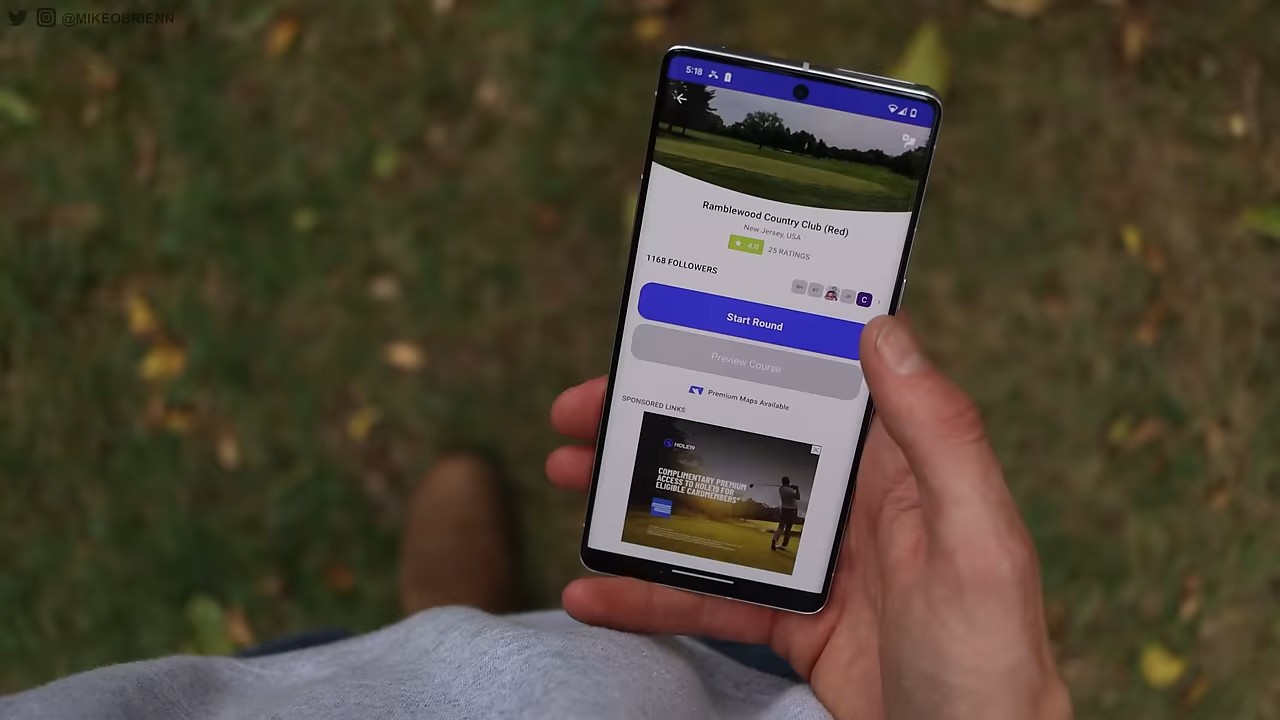 @MIKEOBRIENN
5:18
Ramblewood Country Club (Red)
New Jersey, USA
★ 4.0 25 RATINGS
1168 FOLLOWERS
C
Start Round
Preview Course
Premium Maps Available
SPONSORED LINKS
HOLE19
COMPLIMENTARY PREMIUM
ACCESS TO HOLE19 FOR
ELIGIBLE CARDMEMBERS*